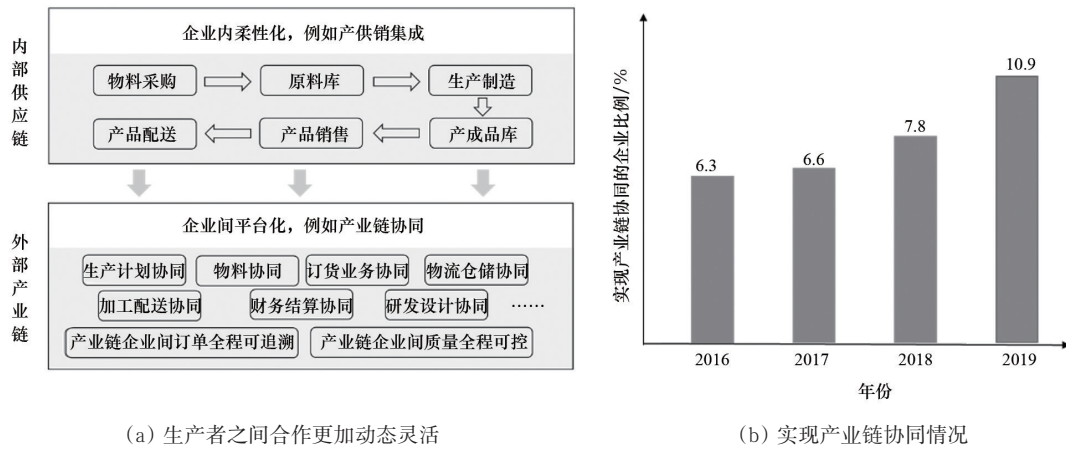 内部供应链
企业内柔性化，例如产供销集成
物料采购
原料库
生产制造
产品配送
产品销售
产成品库
外部产业链
企业间平台化，例如产业链协同
生产计划协同
物料协同
订货业务协同
物流仓储协同
加工配送协同
财务结算协同
研发设计协同
……
产业链企业间订单全程可追溯
产业链企业间质量全程可控
（a）生产者之间合作更加动态灵活
实现产业链协同的企业比例/%
6.3
6.6
7.8
10.9
2016
2017
2018
2019
年份
（b）实现产业链协同情况